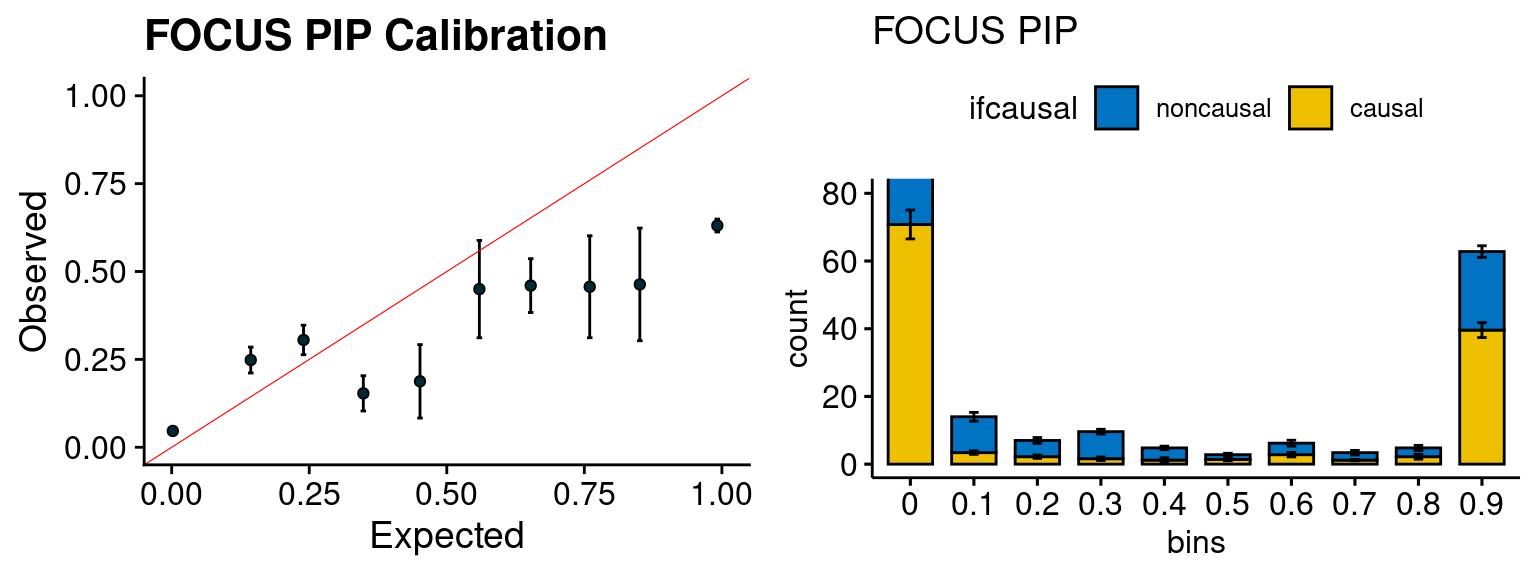 FOCUS PIP Calibration
1.00
0.75
0.50
0.25
0.00
Observed
0.00 0.25 0.50 0.75 1.00
Expected
FOCUS PIP
ifcausal noncausal causal
80
60
40
20
0
count
0 0.1 0.2 0.3 0.4 0.5 0.6 0.7 0.8 0.9
bins